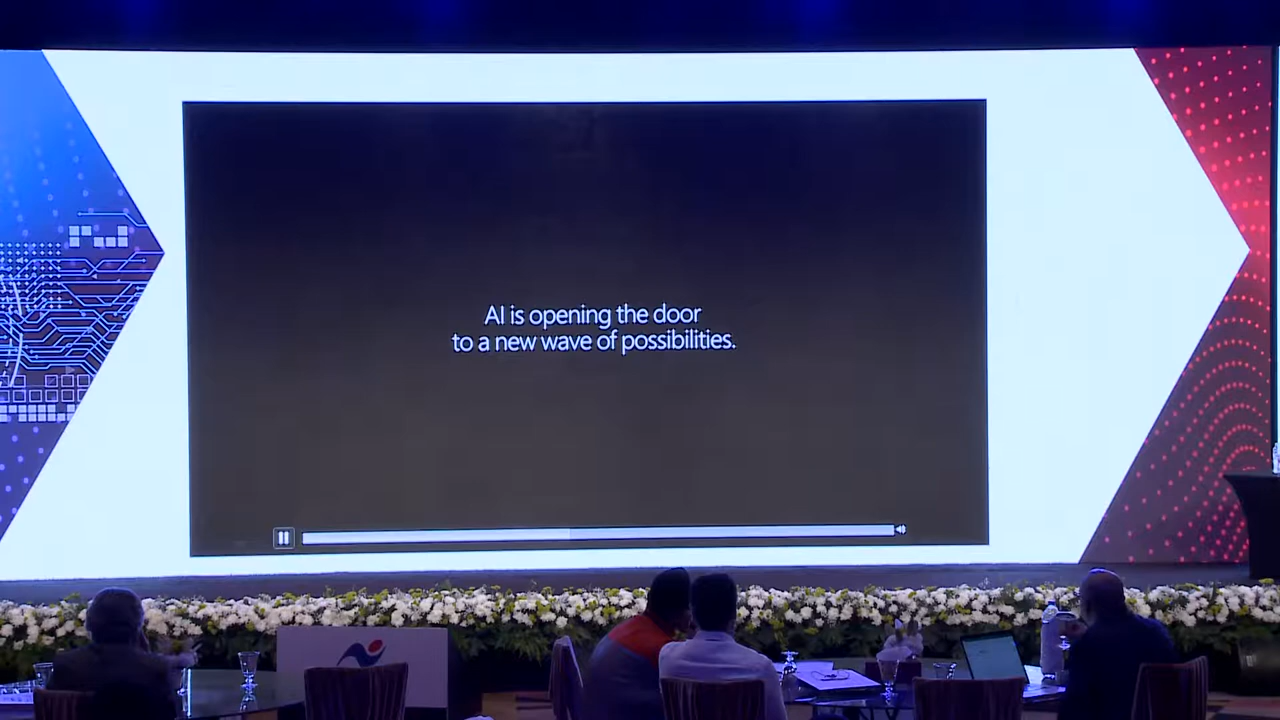 AI is opening the door
to a new wave of possibilities.